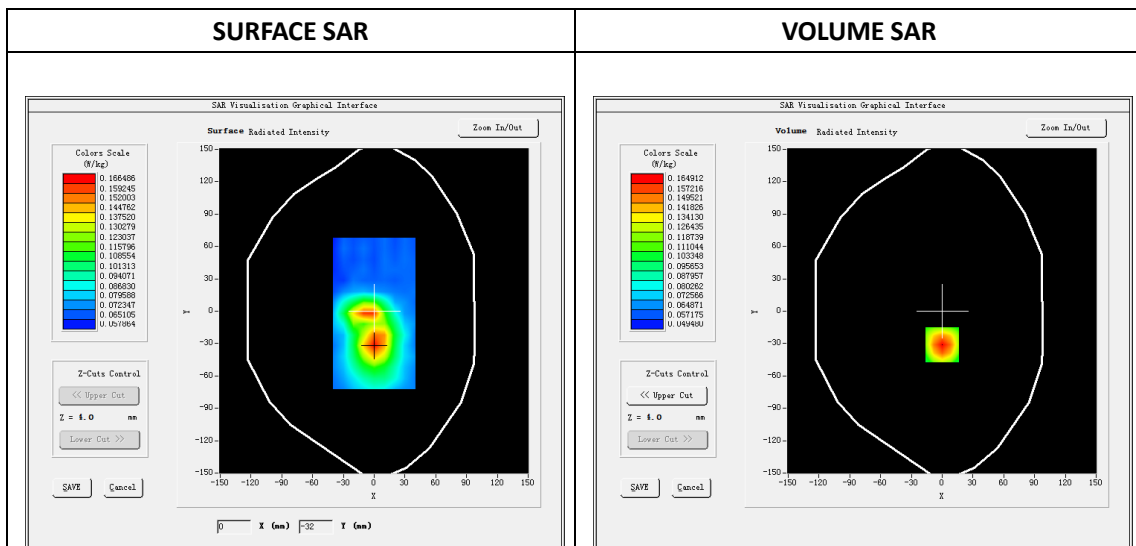 SURFACE SAR
VOLUME SAR
SAR Visualisation Graphical Interface
Surface Radiated Intensity
Zoom In/Out
Colors Scale
(W/kg)
0.166486
0.159245
0.152003
0.144762
0.137520
0.130279
0.123037
0.115796
0.108554
0.101313
0.094071
0.086830
0.079588
0.072347
0.065105
0.057864
150
120
90
60
30
0
-30
-60
-90
-120
-150
Y
-150 -120 -90 -60 -30 0 30 60 90 120 150
X
Z-Cuts Control
<< Upper Cut
Z = 4.0 mm
Lower Cut >>
SAVE Cancel
0 X (mm) -32 Y (mm)
SAR Visualisation Graphical Interface
Volume Radiated Intensity
Zoom In/Out
Colors Scale
(W/kg)
0.164912
0.157216
0.149521
0.141826
0.134130
0.126435
0.118739
0.111044
0.103348
0.095653
0.087957
0.080262
0.072566
0.064871
0.057175
0.049480
150
120
90
60
30
0
-30
-60
-90
-120
-150
Y
-150 -120 -90 -60 -30 0 30 60 90 120 150
X
Z-Cuts Control
<< Upper Cut
Z = 4.0 mm
Lower Cut >>
SAVE Cancel